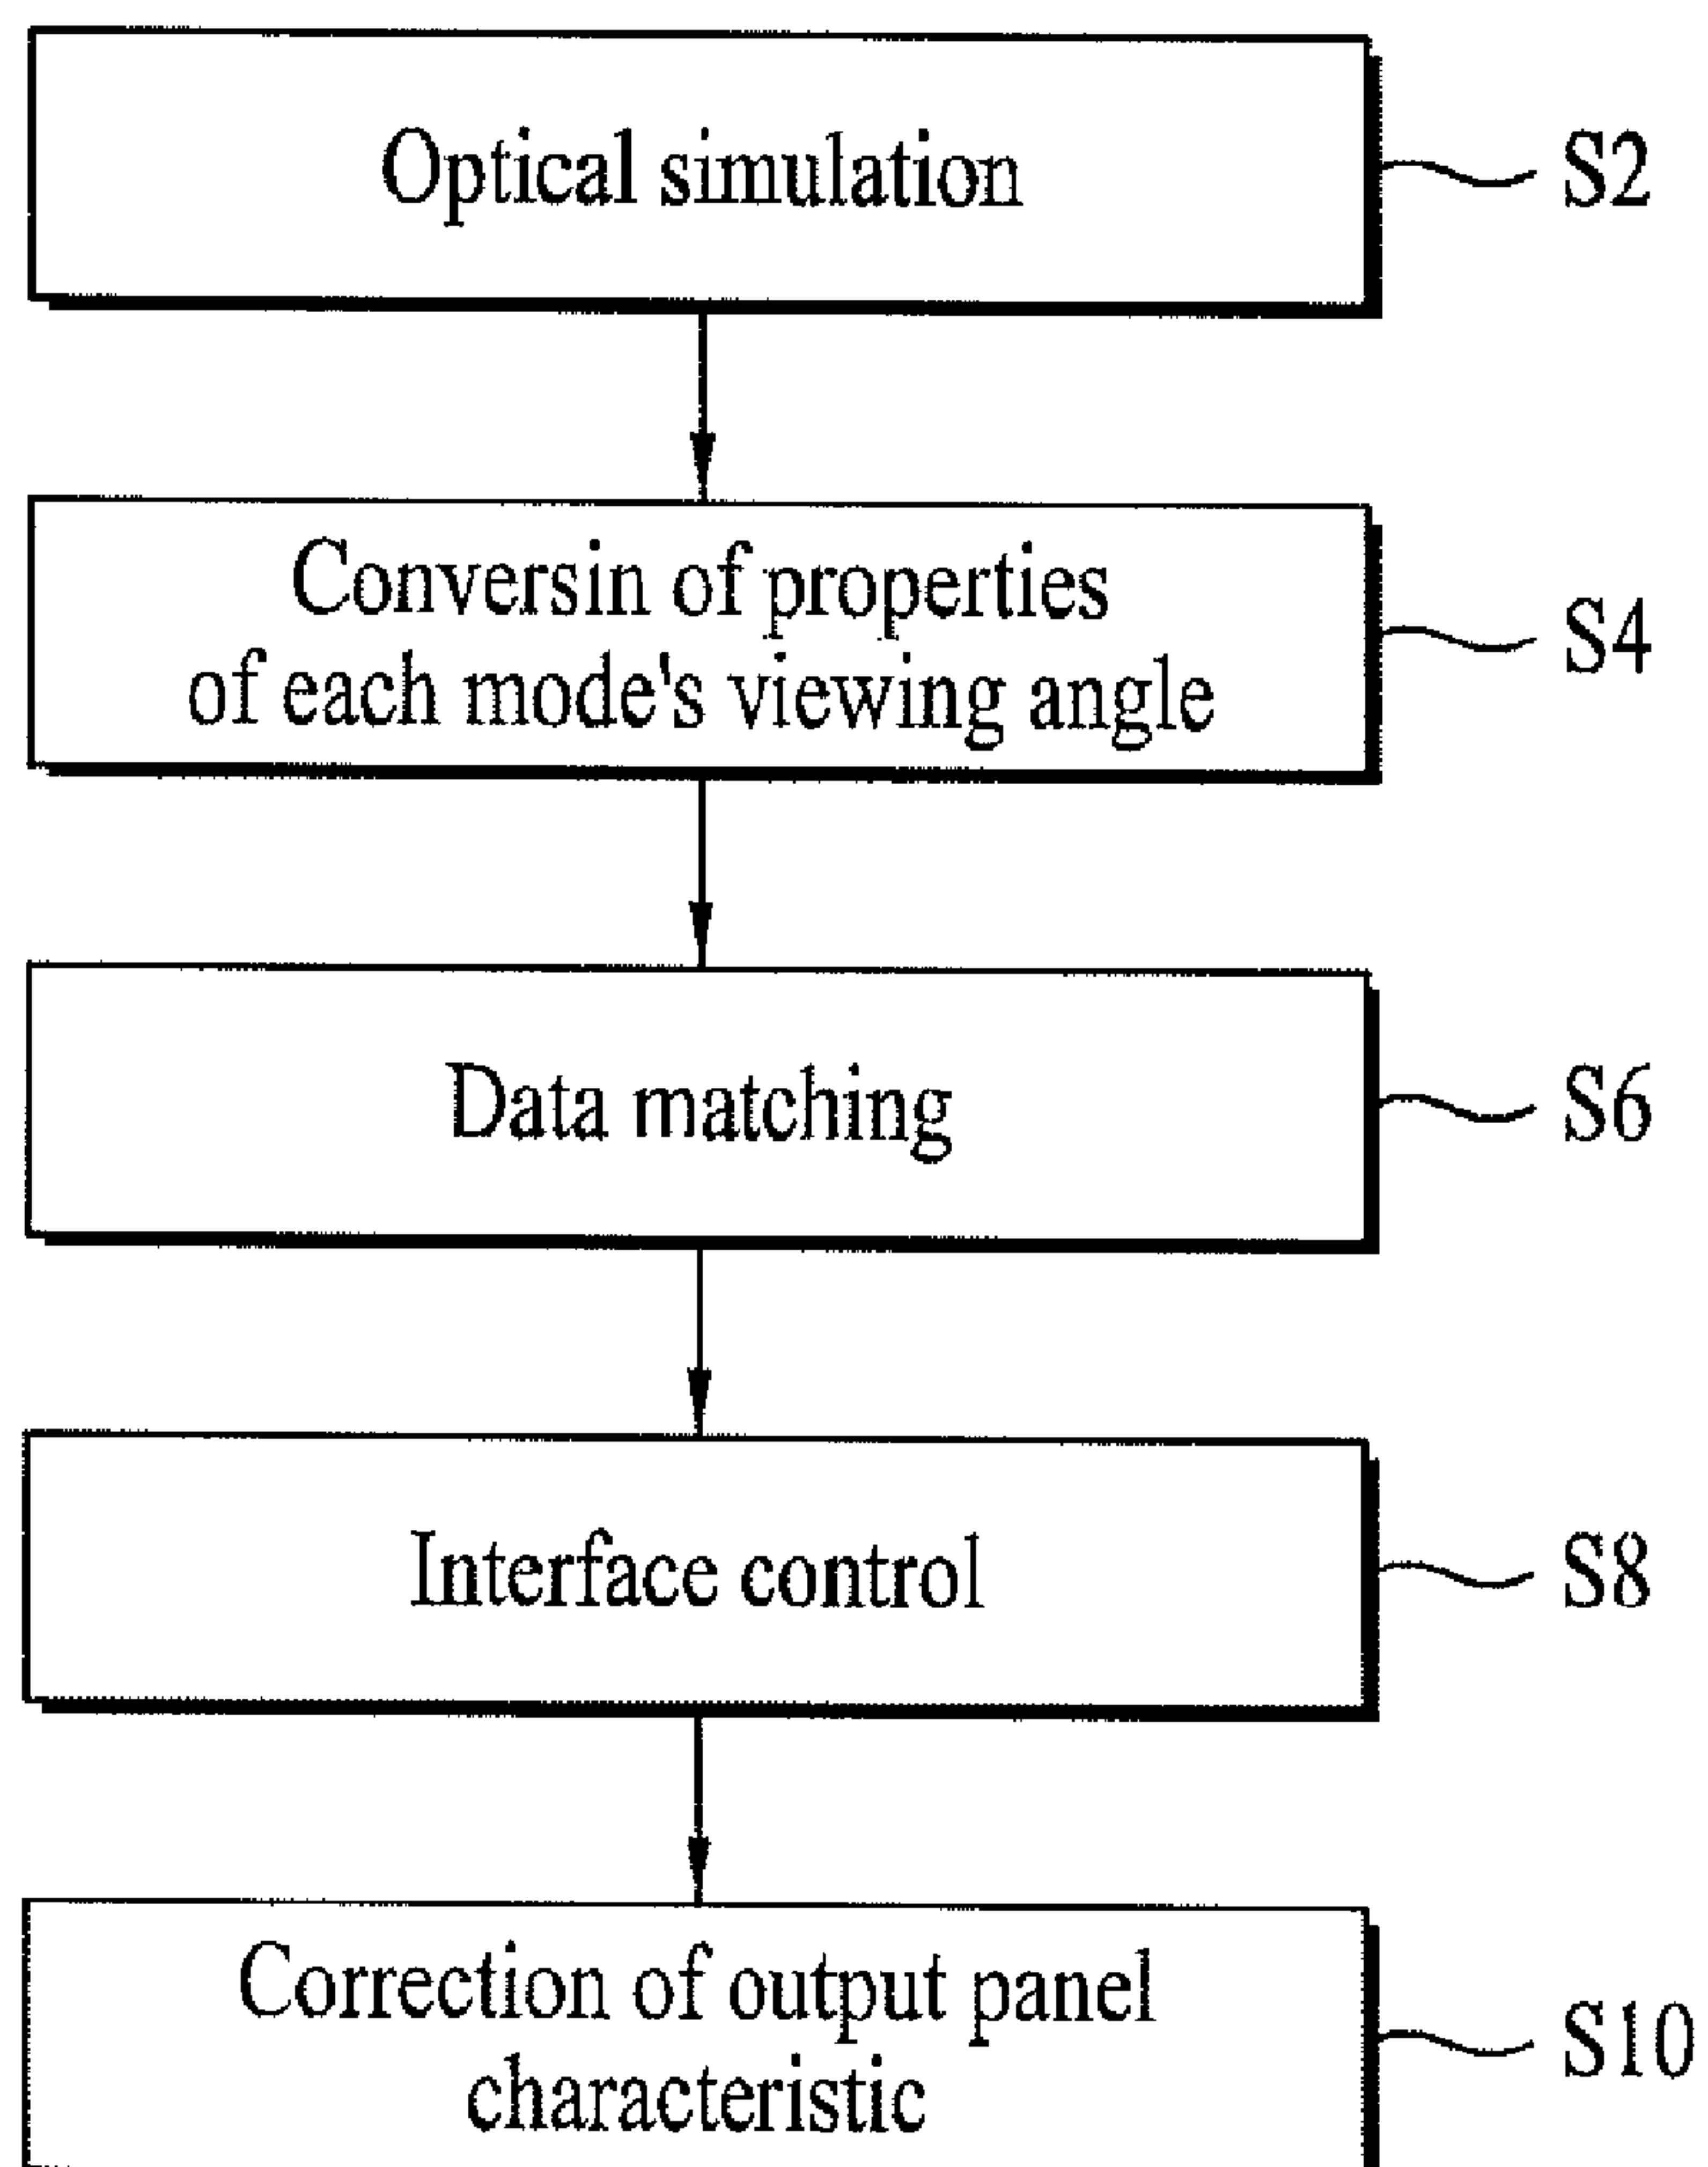 Optical simulation
S2
Conversin of properties
of each mode's viewing angle
S4
Data matching
S6
Interface control
S8
Correction of output panel
characteristic
S10